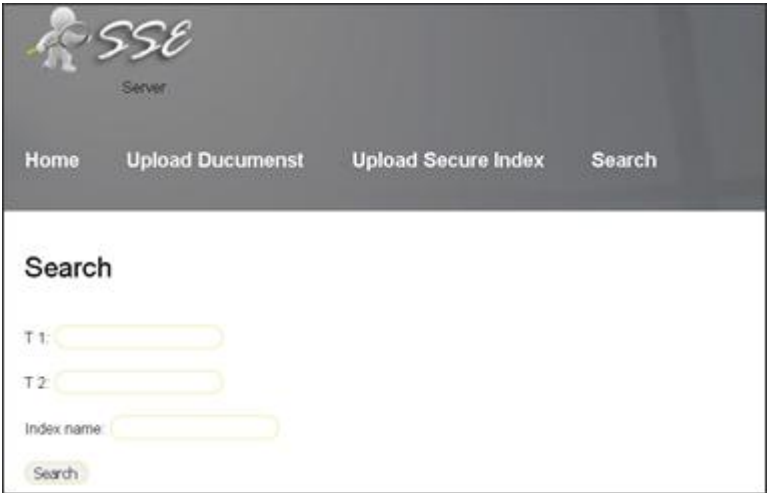 SSE
Server
Home Upload Ducumenst Upload Secure Index Search
Search
T 1:
T 2:
Index name:
Search